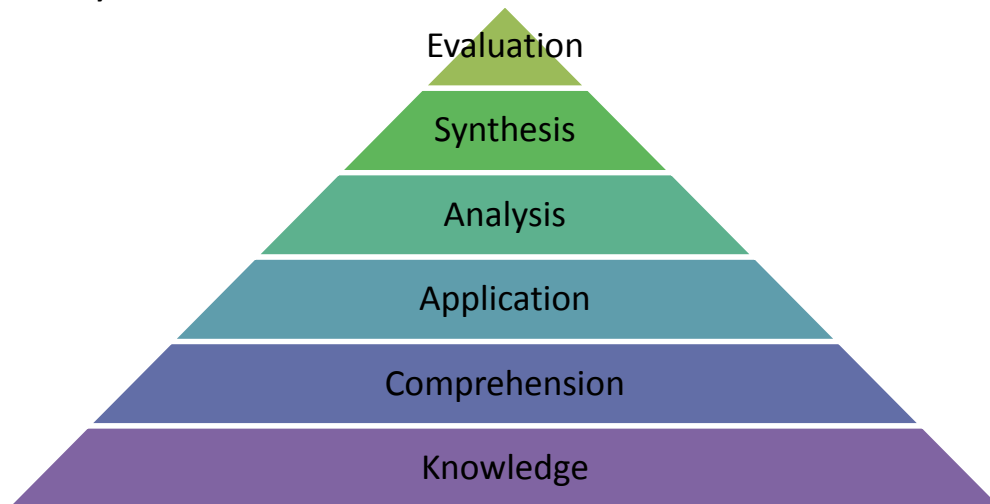 Evaluation
Synthesis
Analysis
Application
Comprehension
Knowledge